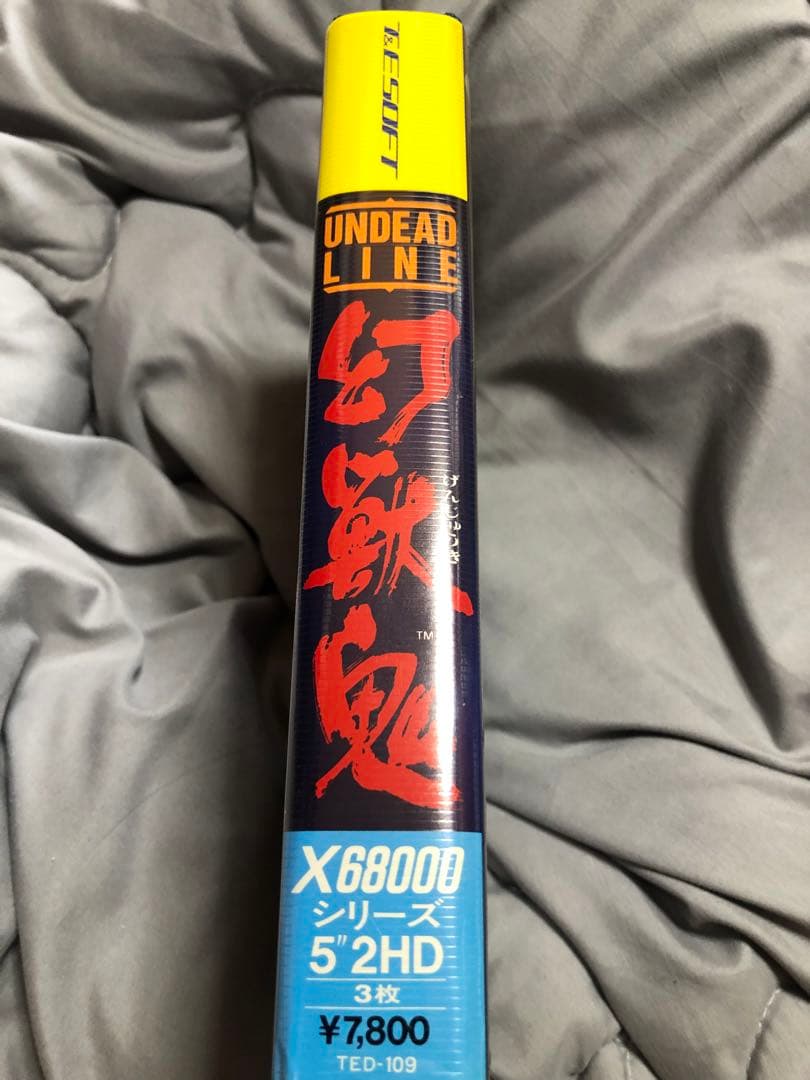 T&E SOFT
UNDEAD
LINE
幻獣鬼
げんじゅうき
TM
X68000
シリーズ
5"2HD
3枚
¥7,800
TED-109